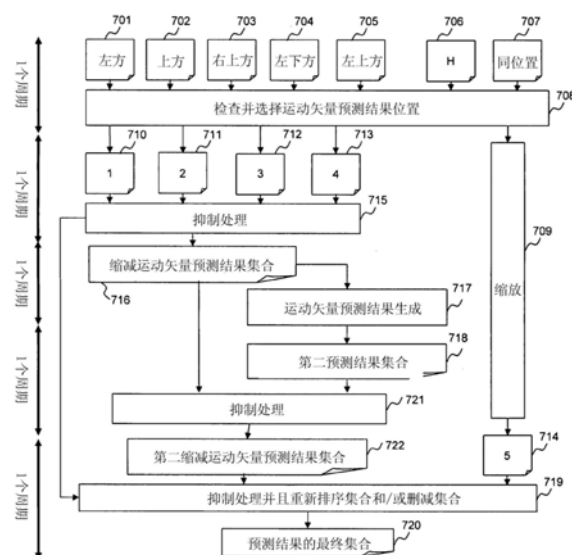 701
702
703
704
705
706
707
左方
上方
右上方
左下方
左上方
H
同位置
检查并选择运动矢量预测结果位置
708
710
711
712
713
1
2
3
4
抑制处理
715
709
缩放
缩减运动矢量预测结果集合
716
运动矢量预测结果生成
717
第二预测结果集合
718
抑制处理
721
第二缩减运动矢量预测结果集合
722
5
714
抑制处理并且重新排序集合和/或删减集合
719
预测结果的最终集合
720
1个周期
1个周期
1个周期
1个周期
1个周期